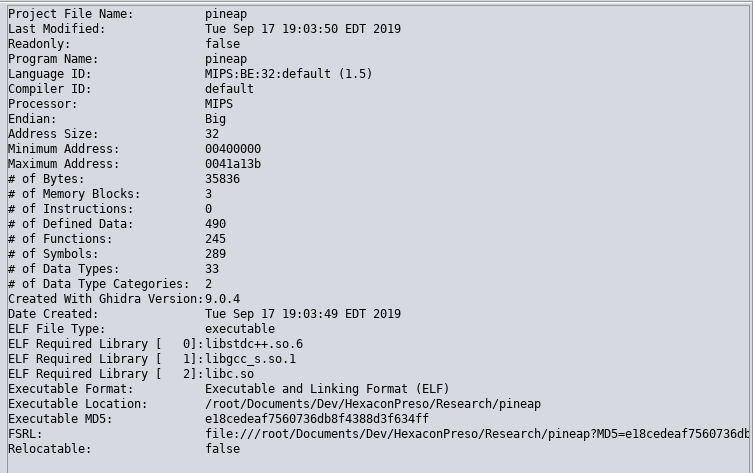 Project File Name: pineap
Last Modified: Tue Sep 17 19:03:50 EDT 2019
Readonly: false
Program Name: pineap
Language ID: MIPS:BE:32:default (1.5)
Compiler ID: default
Processor: MIPS
Endian: Big
Address Size: 32
Minimum Address: 00400000
Maximum Address: 0041a13b
# of Bytes: 35836
# of Memory Blocks: 3
# of Instructions: 0
# of Defined Data: 490
# of Functions: 245
# of Symbols: 289
# of Data Types: 33
# of Data Type Categories: 2
Created With Ghidra Version:9.0.4
Date Created: Tue Sep 17 19:03:49 EDT 2019
ELF File Type: executable
ELF Required Library [   0]:libstdc++.so.6
ELF Required Library [   1]:libgcc_s.so.1
ELF Required Library [   2]:libc.so
Executable Format: Executable and Linking Format (ELF)
Executable Location: /root/Documents/Dev/HexaconPreso/Research/pineap
Executable MD5: e18cedeaf7560736db8f4388d3f634ff
FSRL: file:///root/Documents/Dev/HexaconPreso/Research/pineap?MD5=e18cedeaf7560736db
Relocatable: false